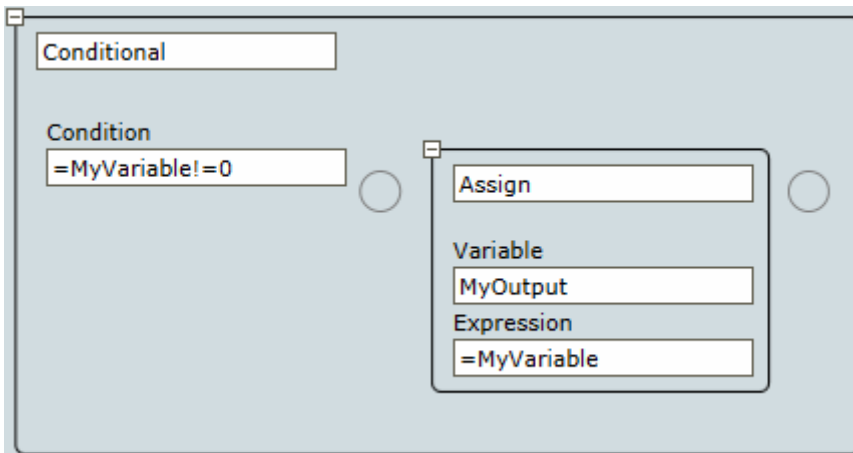 Conditional
Condition
=MyVariable!=0
Assign
Variable
MyOutput
Expression
=MyVariable